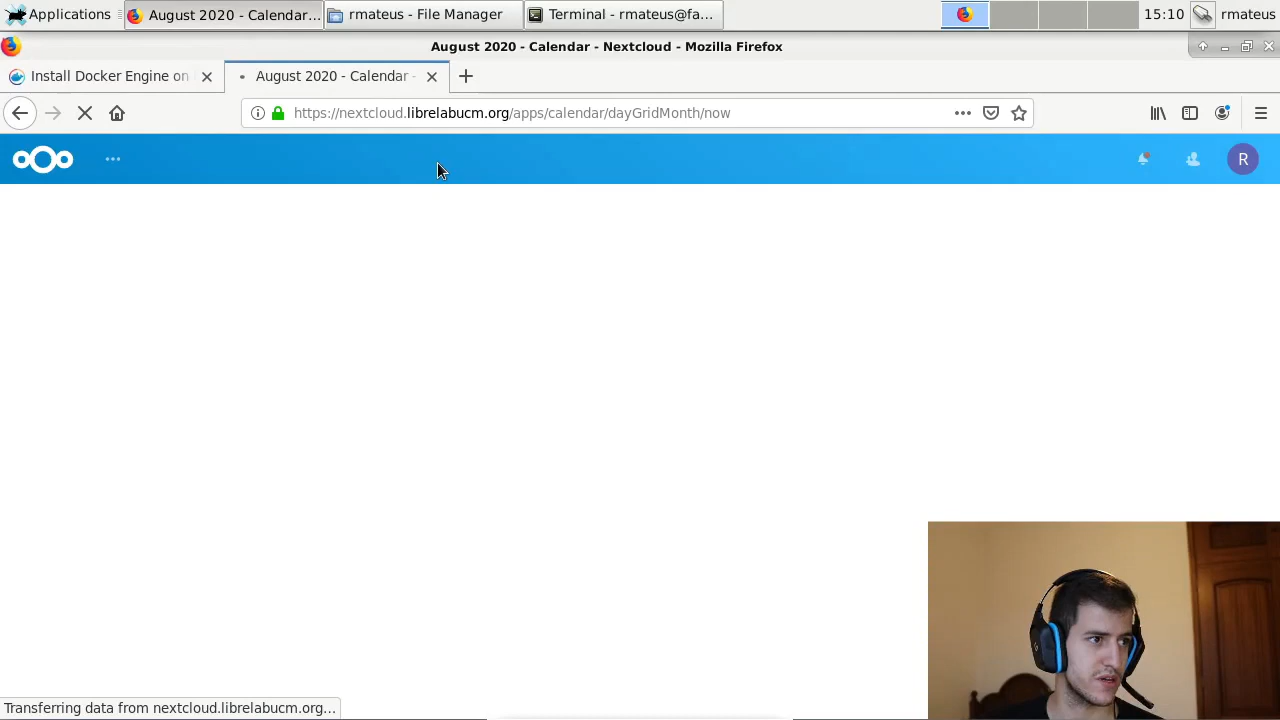 Applications
August 2020 - Calendar...
rmateus - File Manager
Terminal - rmateus@fa...
15:10
rmateus
August 2020 - Calendar - Nextcloud - Mozilla Firefox
Install Docker Engine on
August 2020 - Calendar -
https://nextcloud.librelabucm.org/apps/calendar/dayGridMonth/now
R
Transferring data from nextcloud.librelabucm.org...